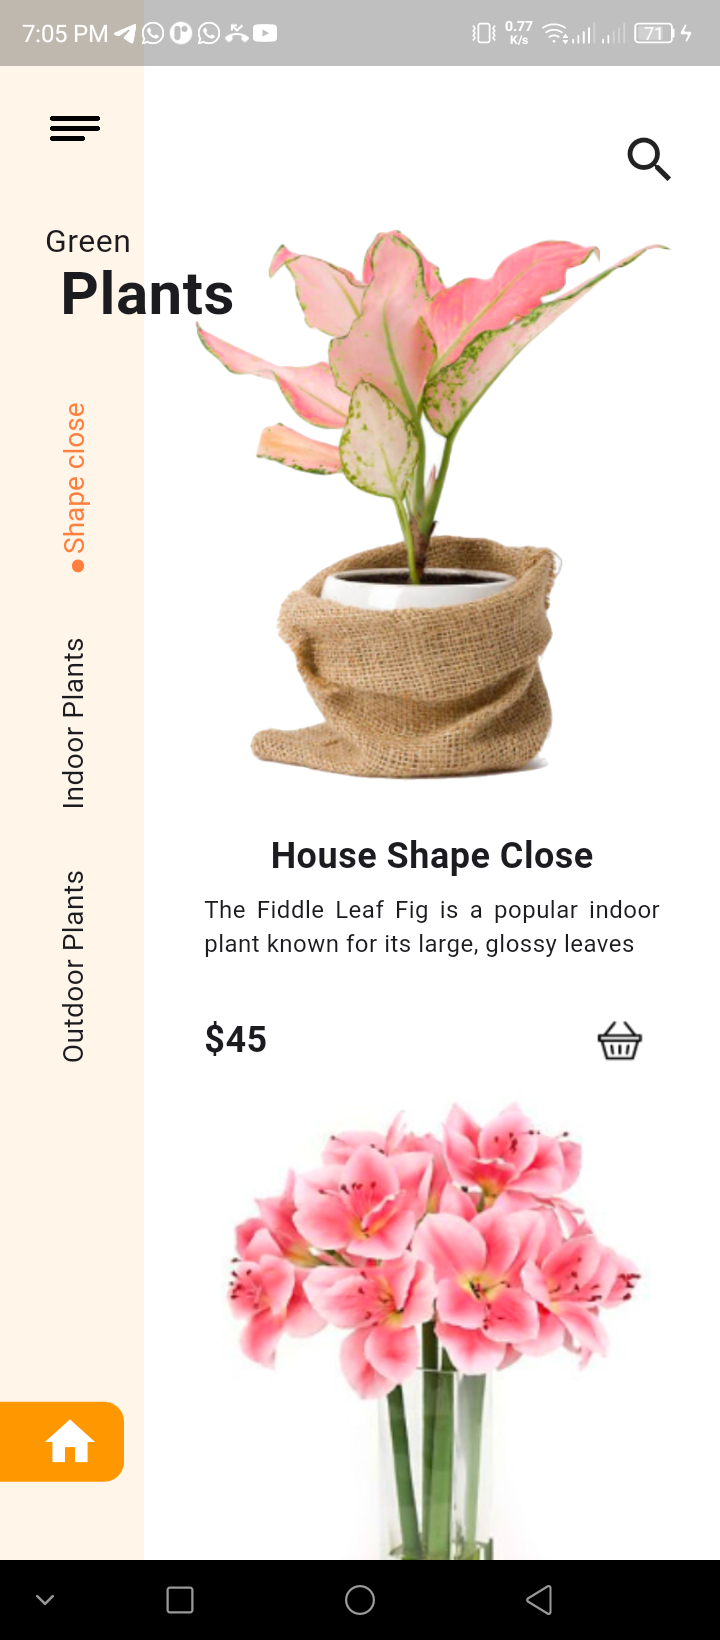 7:05 PM
0.77
K/s
71
Green
Plants
Shape close
Indoor Plants
Outdoor Plants
House Shape Close
The Fiddle Leaf Fig is a popular indoor
plant known for its large, glossy leaves
$45